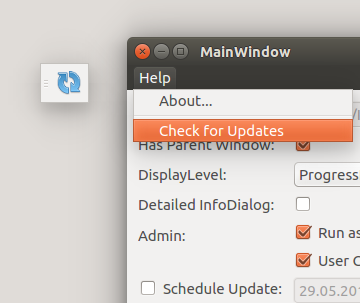 MainWindow
Help
About...
Check for Updates
Has Parent Window:
DisplayLevel:
Progress
Detailed InfoDialog:
Admin:
Run as
User C
Schedule Update:
29.05.20